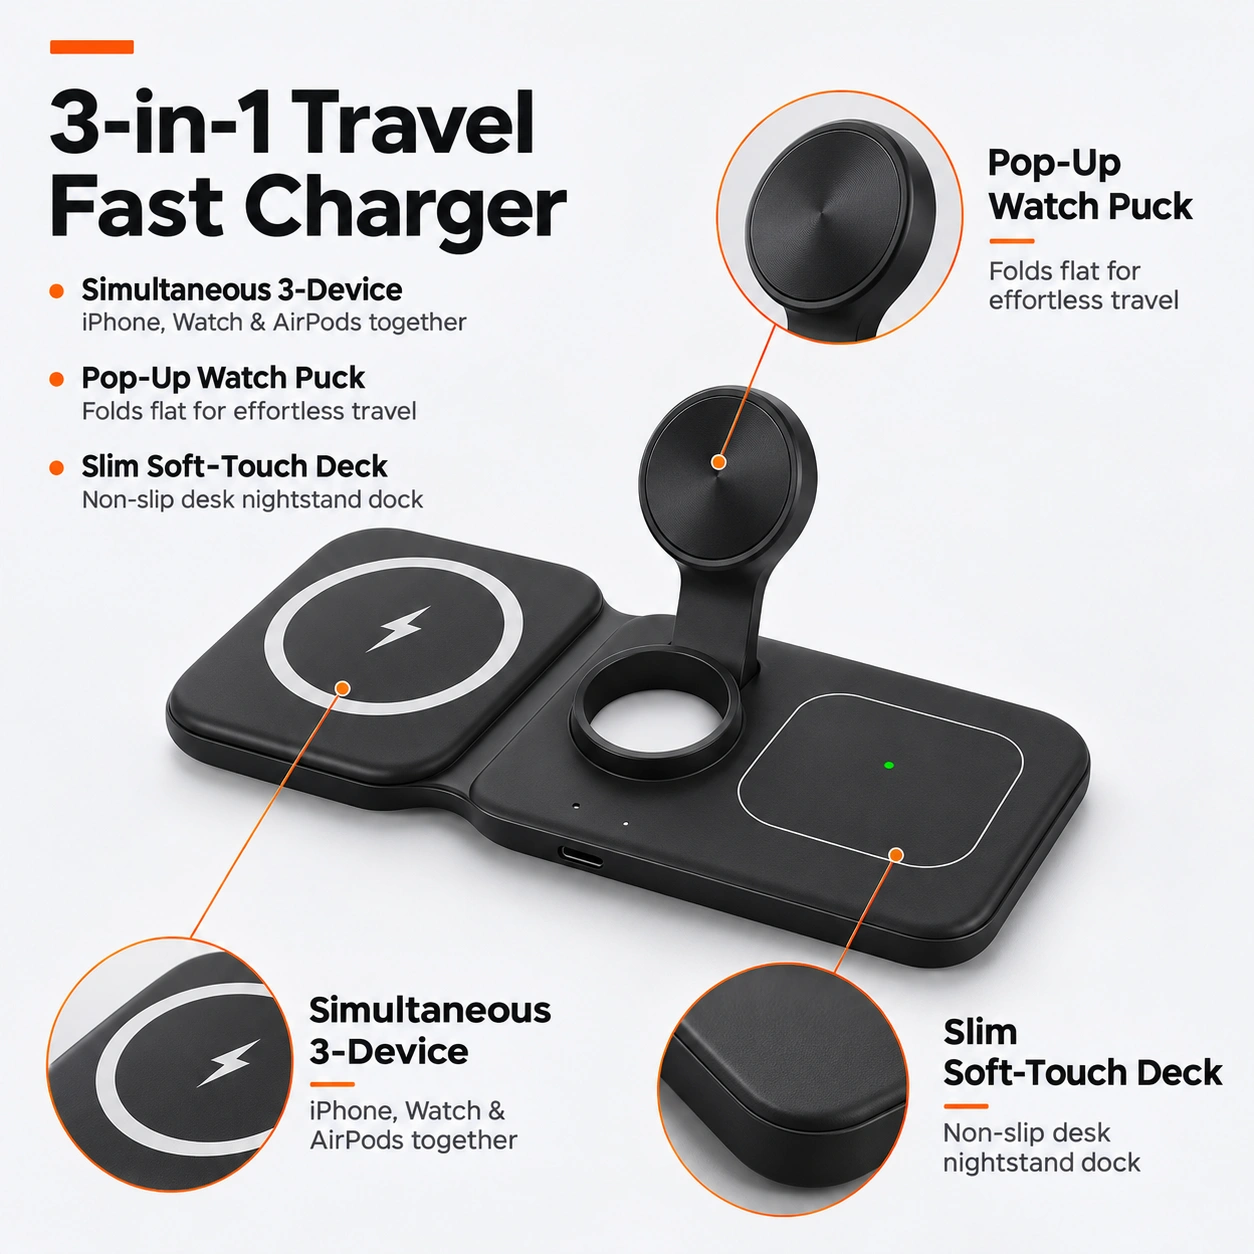 3-in-1 Travel
Fast Charger
Simultaneous 3-Device
iPhone, Watch & AirPods together
Pop-Up Watch Puck
Folds flat for effortless travel
Slim Soft-Touch Deck
Non-slip desk nightstand dock
Pop-Up
Watch Puck
Folds flat for
effortless travel
Simultaneous
3-Device
iPhone, Watch &
AirPods together
Slim
Soft-Touch Deck
Non-slip desk
nightstand dock